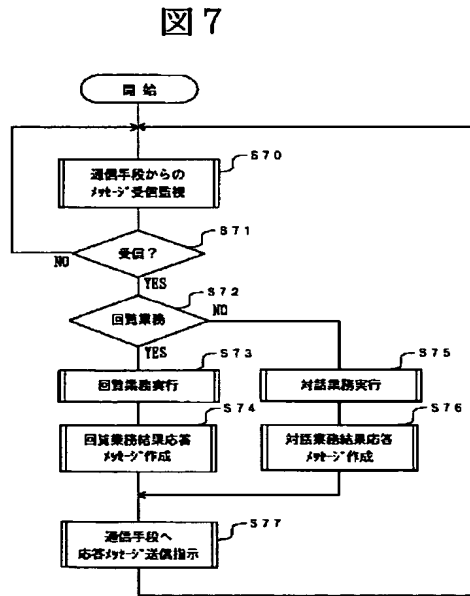 図7
開始
S70
通信手段からの
メッセージ受信監視
S71
受信?
NO
YES
S72
回覧業務
NO
YES
S73
回覧業務実行
S75
対話業務実行
S74
回覧業務結果応答
メッセージ作成
S76
対話業務結果応答
メッセージ作成
S77
通信手段へ
応答メッセージ送信指示